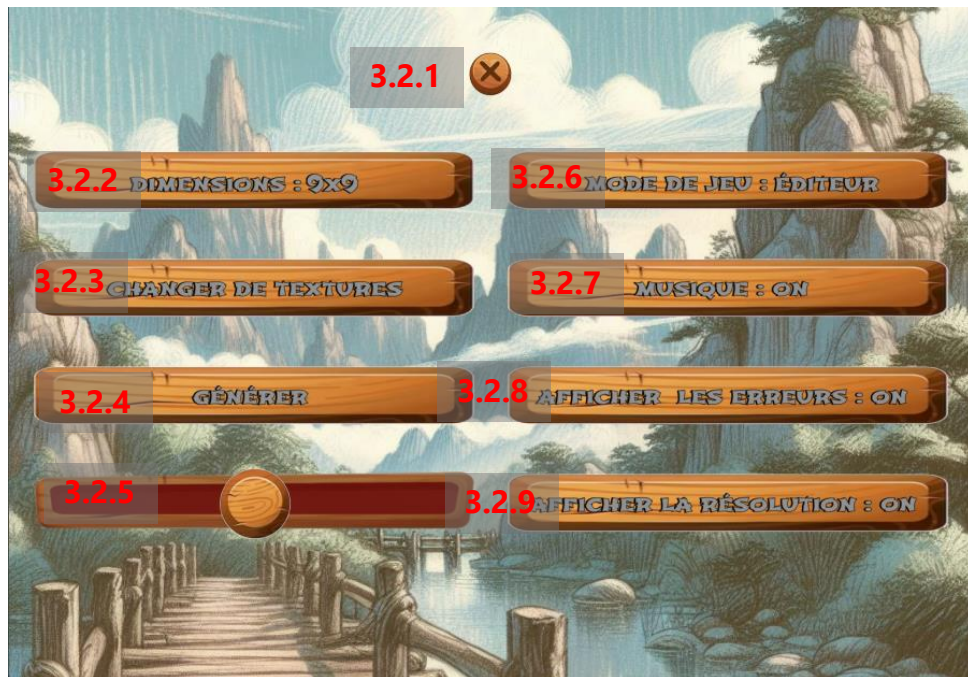 3.2.1
3.2.2 DIMENSIONS : 9x9
3.2.6 MODE DE JEU : ÉDITEUR
3.2.3 CHANGER DE TEXTURES
3.2.7 MUSIQUE : ON
3.2.4 GÉNÉRER
3.2.8 AFFICHER LES ERREURS : ON
3.2.5
3.2.9 AFFICHER LA RÉSOLUTION : ON